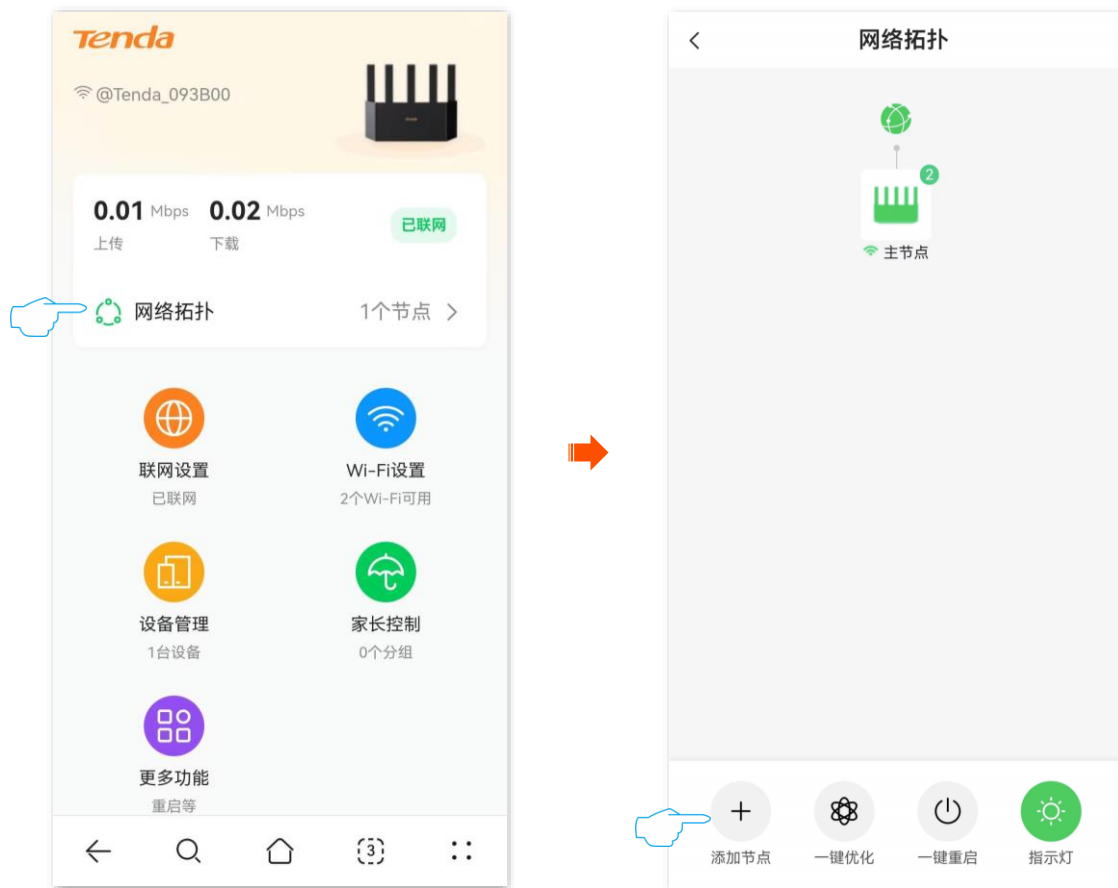 Tenda
@Tenda_093B00
0.01 Mbps 0.02 Mbps
上传 下载
已联网
网络拓扑 1个节点
联网设置 Wi-Fi设置
已联网 2个Wi-Fi可用
设备管理 家长控制
1台设备 0个分组
更多功能
重启等
3
网络拓扑
2
主节点
添加节点 一键优化 一键重启 指示灯